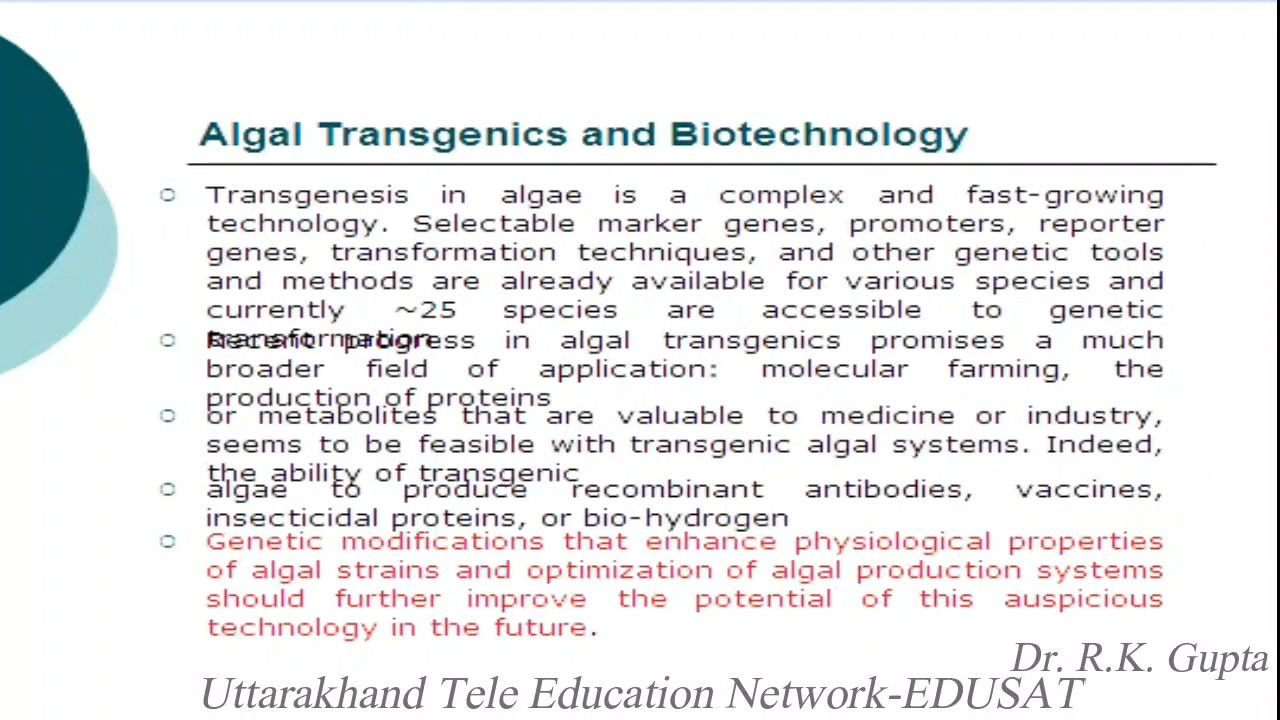 Algal Transgenics and Biotechnology
Transgenesis in algae is a complex and fast-growing
technology. Selectable marker genes, promoters, reporter
genes, transformation techniques, and other genetic tools
and methods are already available for various species and
currently ~25 species are accessible to genetic
transformation
Recent progress in algal transgenics promises a much
broader field of application: molecular farming, the
production of proteins
or metabolites that are valuable to medicine or industry,
seems to be feasible with transgenic algal systems. Indeed,
the ability of transgenic
algae to produce recombinant antibodies, vaccines,
insecticidal proteins, or bio-hydrogen
Genetic modifications that enhance physiological properties
of algal strains and optimization of algal production systems
should further improve the potential of this auspicious
technology in the future.
Dr. R.K. Gupta
Uttarakhand Tele Education Network-EDUSAT